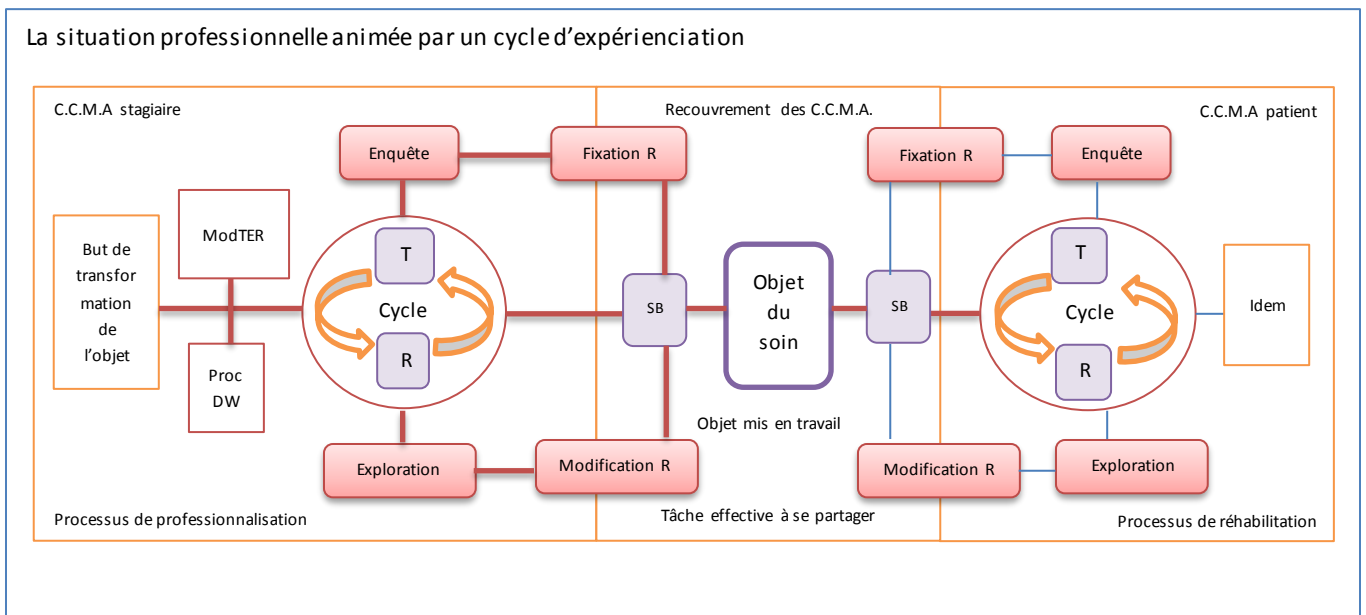 La situation professionnelle animée par un cycle d'expérienciation
C.C.M.A stagiaire
Recouvrement des C.C.M.A.
C.C.M.A patient
Enquête
Fixation R
Fixation R
Enquête
But de
transfor
mation
de
l'objet
ModTER
Proc
DW
T
Cycle
R
SB
Objet
du
soin
SB
T
Cycle
R
Idem
Objet mis en travail
Exploration
Modification R
Modification R
Exploration
Processus de professionnalisation
Tâche effective à se partager
Processus de réhabilitation